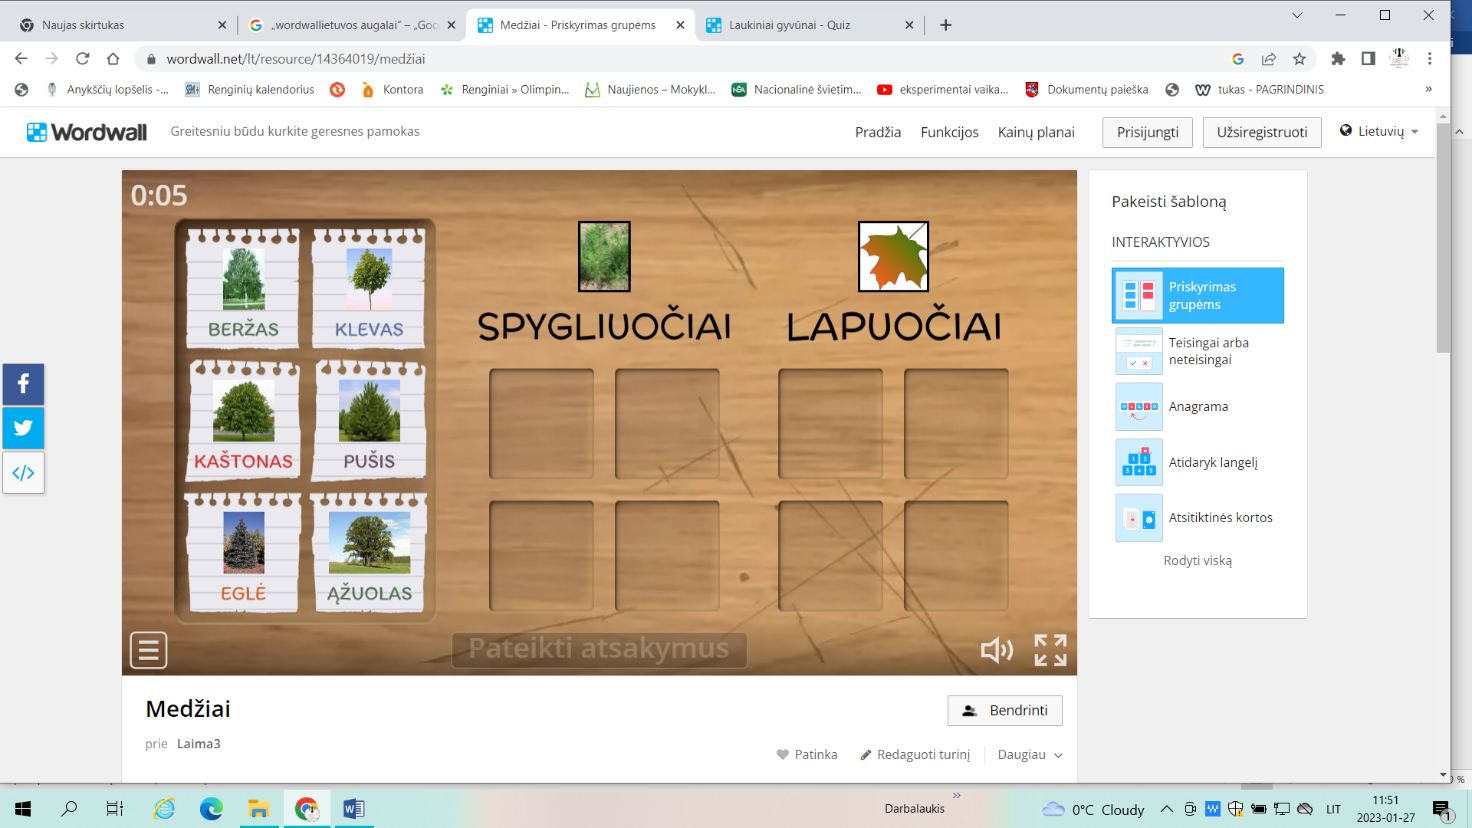 Naujas skirtukas
„wordwallietuvos augalai“ – „Goo
Medžiai - Priskyrimas grupėms
Laukiniai gyvūnai - Quiz
wordwall.net/lt/resource/14364019/medžiai
Anykščių lopšelis -...
Renginių kalendorius
Kontora
Renginiai » Olimpin...
Naujienos – Mokykl...
Nacionalinė švietim...
eksperimentai vaika...
Dokumentų paieška
tukas - PAGRINDINIS
»
Wordwall
Greitesniu būdu kurkite geresnes pamokas
Pradžia
Funkcijos
Kainų planai
Prisijungti
Užsiregistruoti
Lietuvių
0:05
BERŽAS
KLEVAS
KAŠTONAS
PUŠIS
EGLĖ
ĄŽUOLAS
SPYGLIUOČIAI
LAPUOČIAI
Pateikti atsakymus
Pakeisti šabloną
INTERAKTYVIOS
Priskyrimas
grupėms
Teisingai arba
neteisingai
Anagrama
Atidaryk langelį
Atsitiktinės kortos
Rodyti viską
Medžiai
Bendrinti
prie Laima3
Patinka
Redaguoti turinį
Daugiau
Darbalaukis
»
0°C Cloudy
LIT
11:51
2023-01-27
1